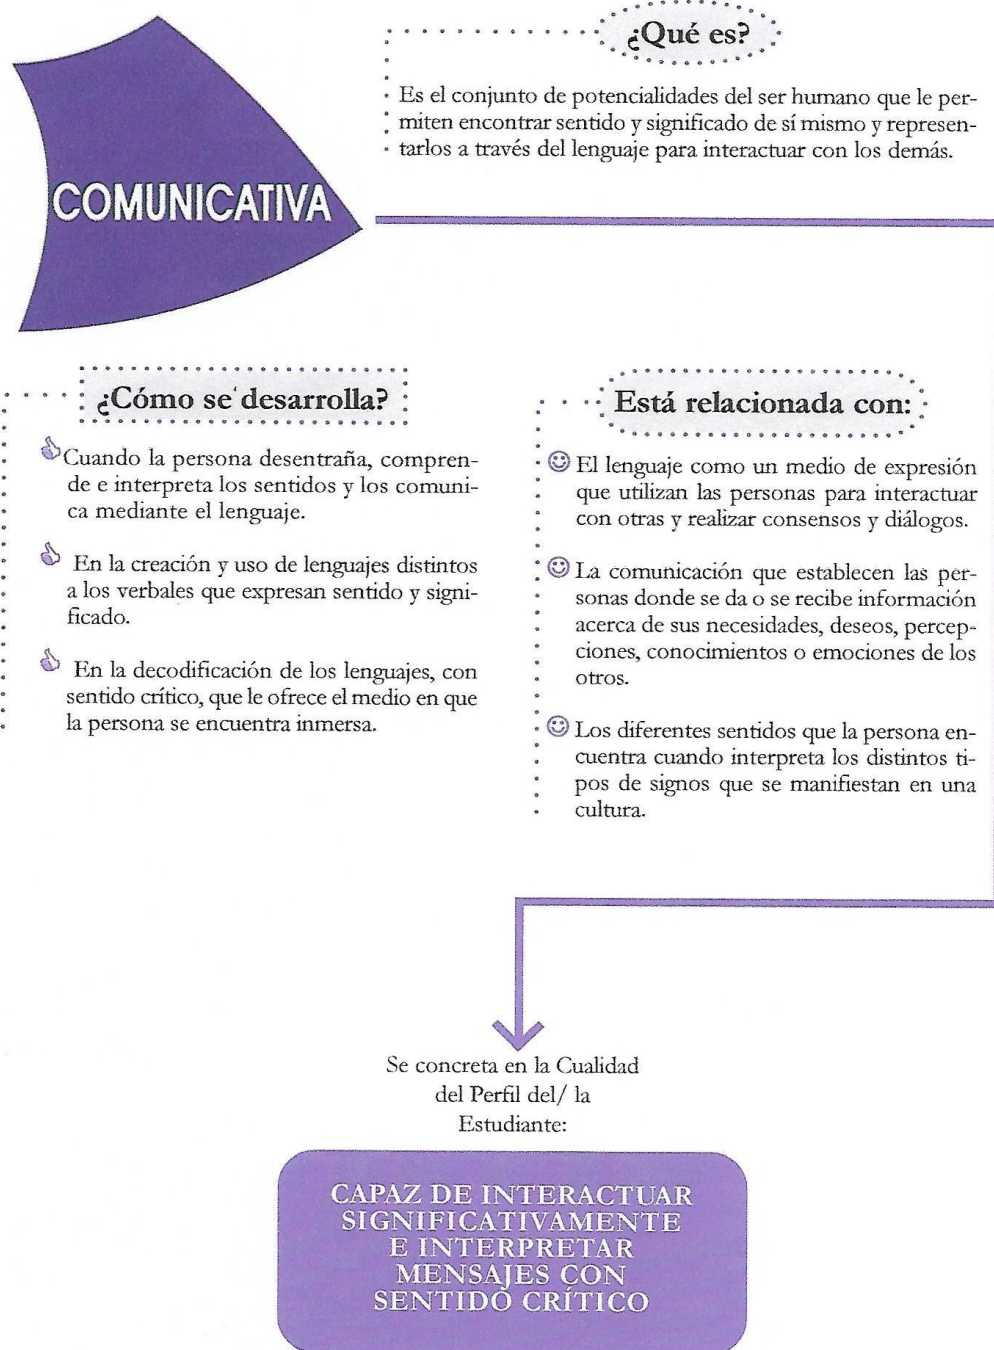 ¿Qué es?
Es el conjunto de potencialidades del ser humano que le per-
miten encontrar sentido y significado de sí mismo y represen-
tarlos a través del lenguaje para interactuar con los demás.
COMUNICATIVA
¿Cómo se desarrolla?
Cuando la persona desentraña, compren-
de e interpreta los sentidos y los comuni-
ca mediante el lenguaje.
En la creación y uso de lenguajes distintos
a los verbales que expresan sentido y signi-
ficado.
En la decodificación de los lenguajes, con
sentido crítico, que le ofrece el medio en que
la persona se encuentra inmersa.
Está relacionada con:
El lenguaje como un medio de expresión
que utilizan las personas para interactuar
con otras y realizar consensos y diálogos.
La comunicación que establecen las per-
sonas donde se da o se recibe información
acerca de sus necesidades, deseos, percep-
ciones, conocimientos o emociones de los
otros.
Los diferentes sentidos que la persona en-
cuentra cuando interpreta los distintos ti-
pos de signos que se manifiestan en una
cultura.
Se concreta en la Cualidad
del Perfil del/ la
Estudiante:
CAPAZ DE INTERACTUAR
SIGNIFICATIVAMENTE
E INTERPRETAR
MENSAJES CON
SENTIDO CRÍTICO